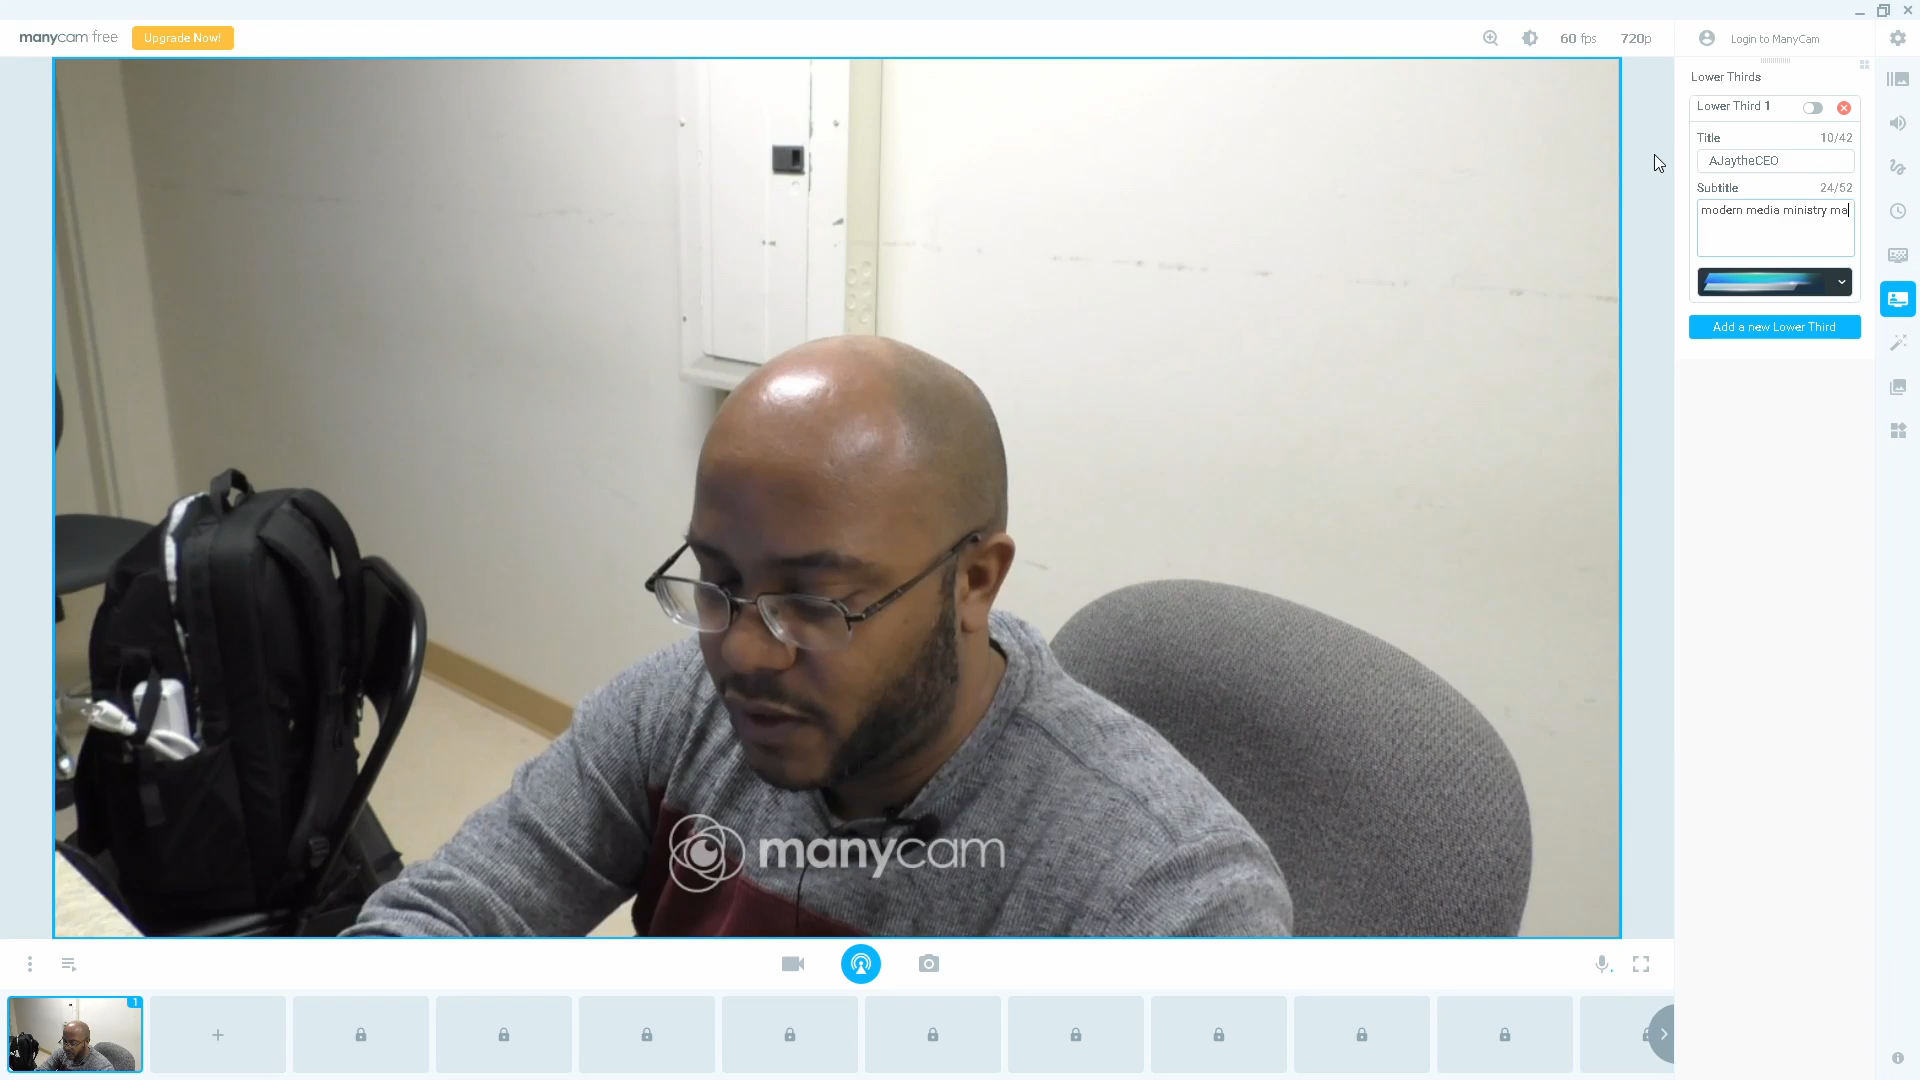 manycam free
Upgrade Now!
60 fps
720p
Login to ManyCam
Lower Thirds
Lower Third 1
Title
10/42
AJaytheCEO
Subtitle
24/52
modern media ministry ma
Add a new Lower Third
manycam
1